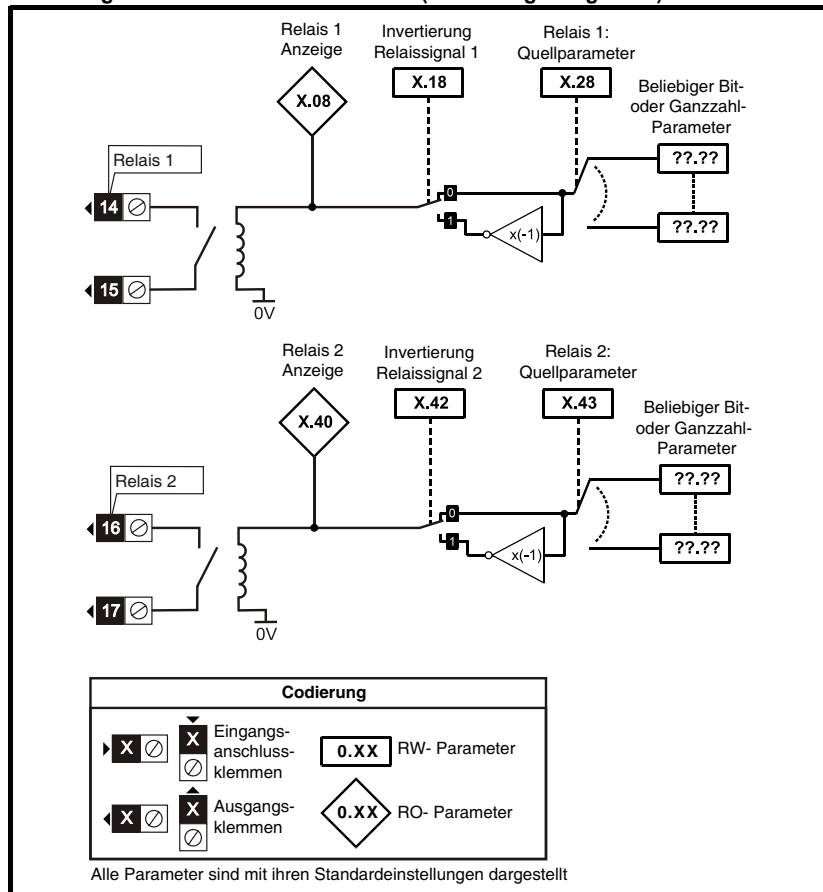 Relais 1
Anzeige
Invertierung
Relaissignal 1
Relais 1:
Quellparameter
X.08
X.18
X.28
Beliebiger Bit-
oder Ganzzahl-
Parameter
Relais 1
??.??
0
14
1
x(-1)
??.??
15
0V
Relais 2
Anzeige
Invertierung
Relaissignal 2
Relais 2:
Quellparameter
X.40
X.42
X.43
Beliebiger Bit-
oder Ganzzahl-
Parameter
Relais 2
??.??
0
16
1
x(-1)
??.??
17
0V
Codierung
X
X
Eingangs-
anschluss-
klemmen
0.XX
RW- Parameter
X
X
Ausgangs-
klemmen
0.XX
RO- Parameter
Alle Parameter sind mit ihren Standardeinstellungen dargestellt